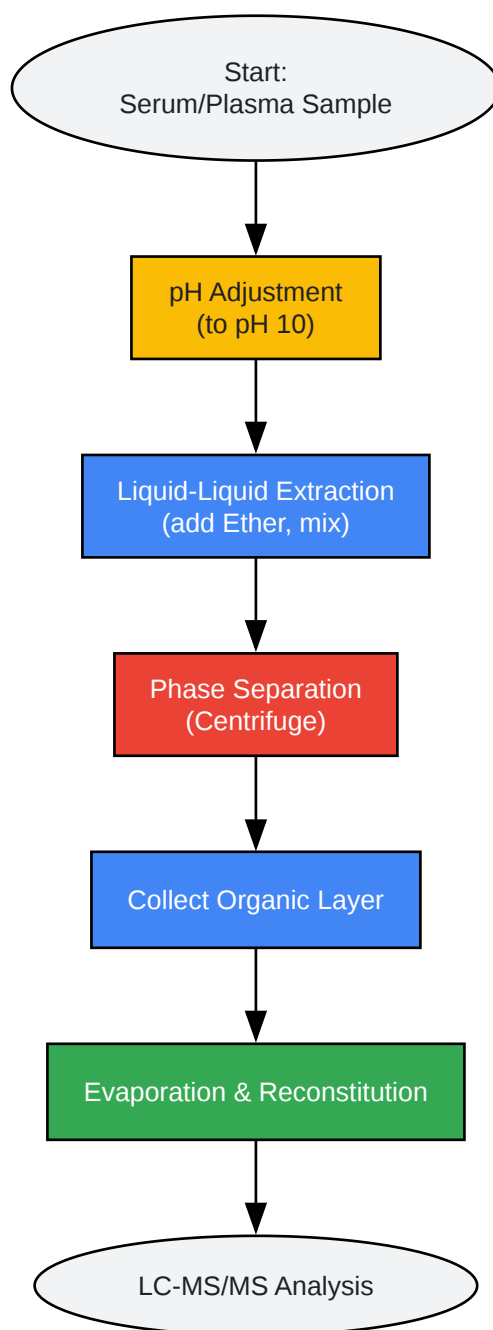 Start:
Serum/Plasma Sample
pH Adjustment
(to pH 10)
Liquid-Liquid Extraction
(add Ether, mix)
Phase Separation
(Centrifuge)
Collect Organic Layer
Evaporation & Reconstitution
LC-MS/MS Analysis